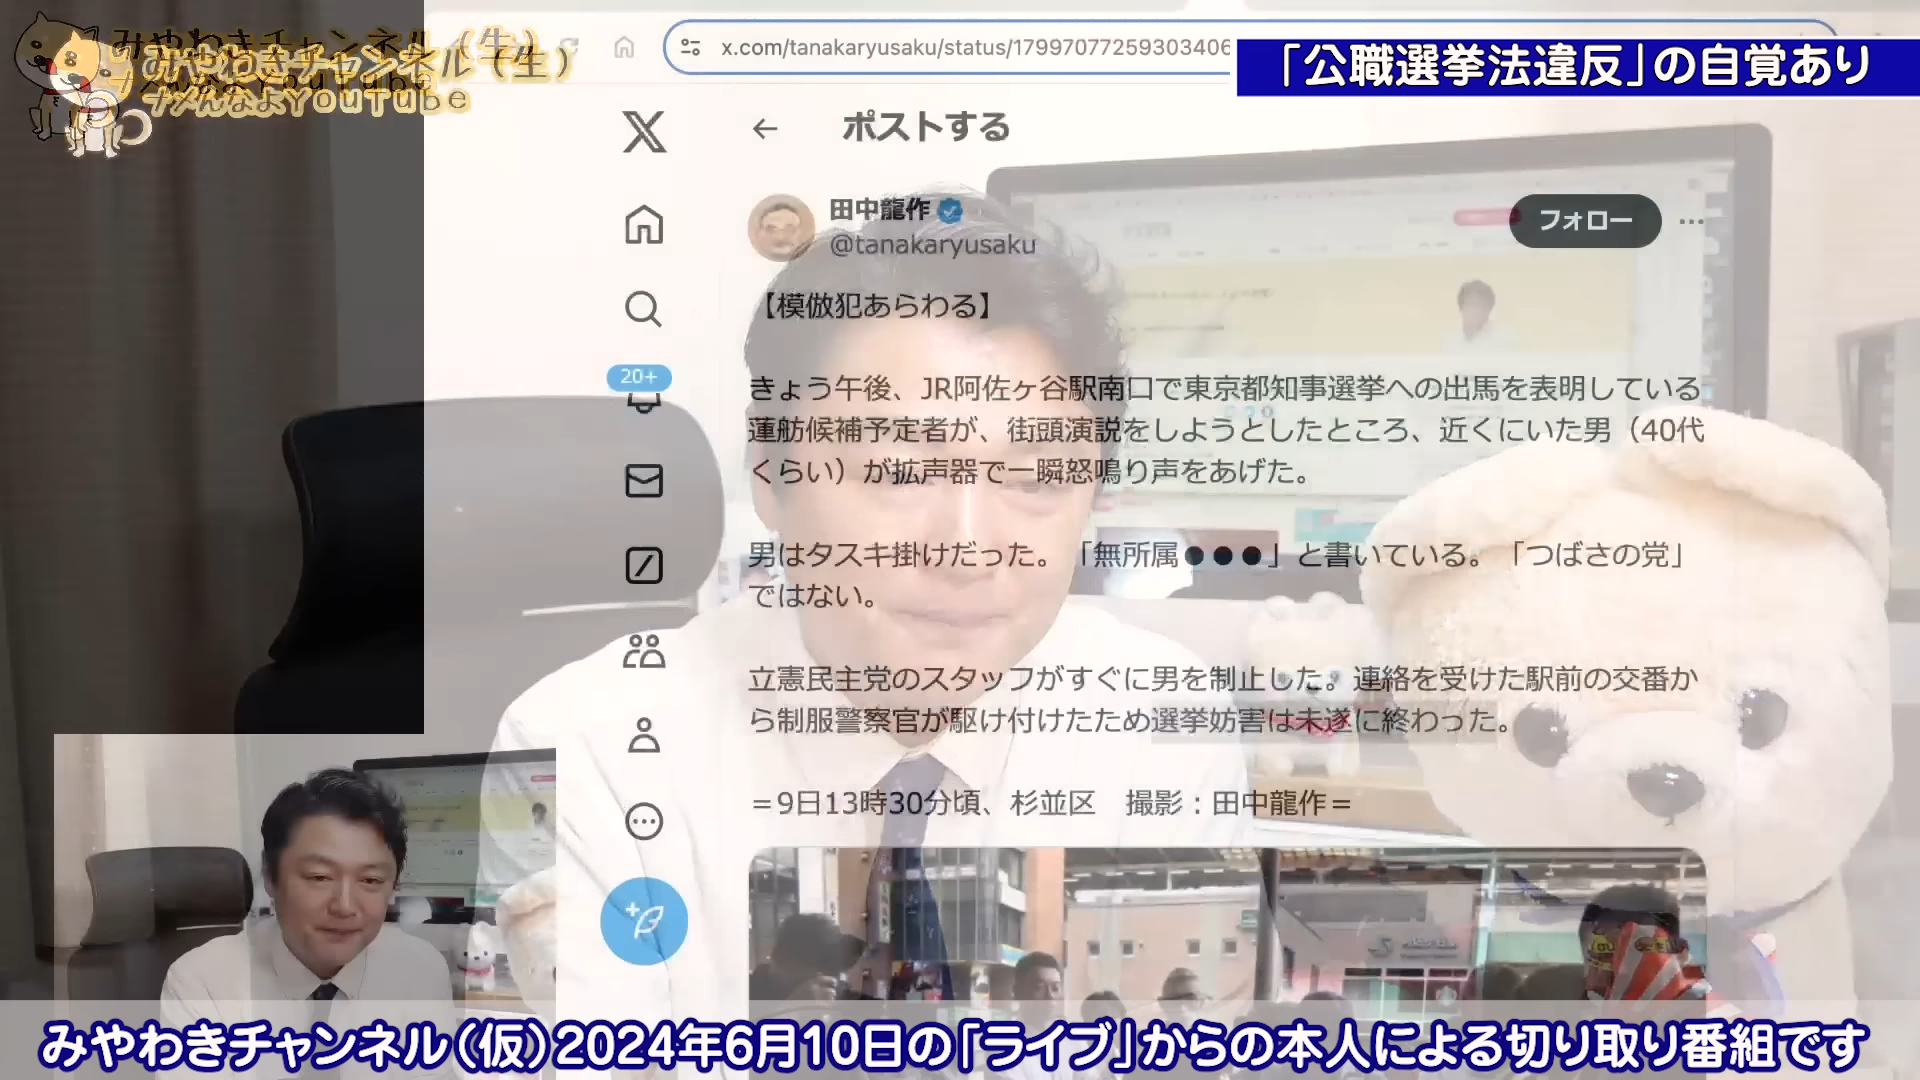 みやわきチャンネル（生）
ナメんなよYouTube
x.com/tanakaryusaku/status/17997077259303406
「公職選挙法違反」の自覚あり
ポストする
田中龍作
@tanakaryusaku
フォロー
【模倣犯あらわる】
20+
きょう午後、JR阿佐ヶ谷駅南口で東京都知事選挙への出馬を表明している
蓮舫候補予定者が、街頭演説をしようとしたところ、近くにいた男（40代
くらい）が拡声器で一瞬怒鳴り声をあげた。
男はタスキ掛けだった。「無所属●●●」と書いている。「つばさの党」
ではない。
立憲民主党のスタッフがすぐに男を制止した。連絡を受けた駅前の交番か
ら制服警察官が駆け付けたため選挙妨害は未遂に終わった。
＝9日13時30分頃、杉並区　撮影：田中龍作＝
みやわきチャンネル（仮）2024年6月10日の「ライブ」からの本人による切り取り番組です